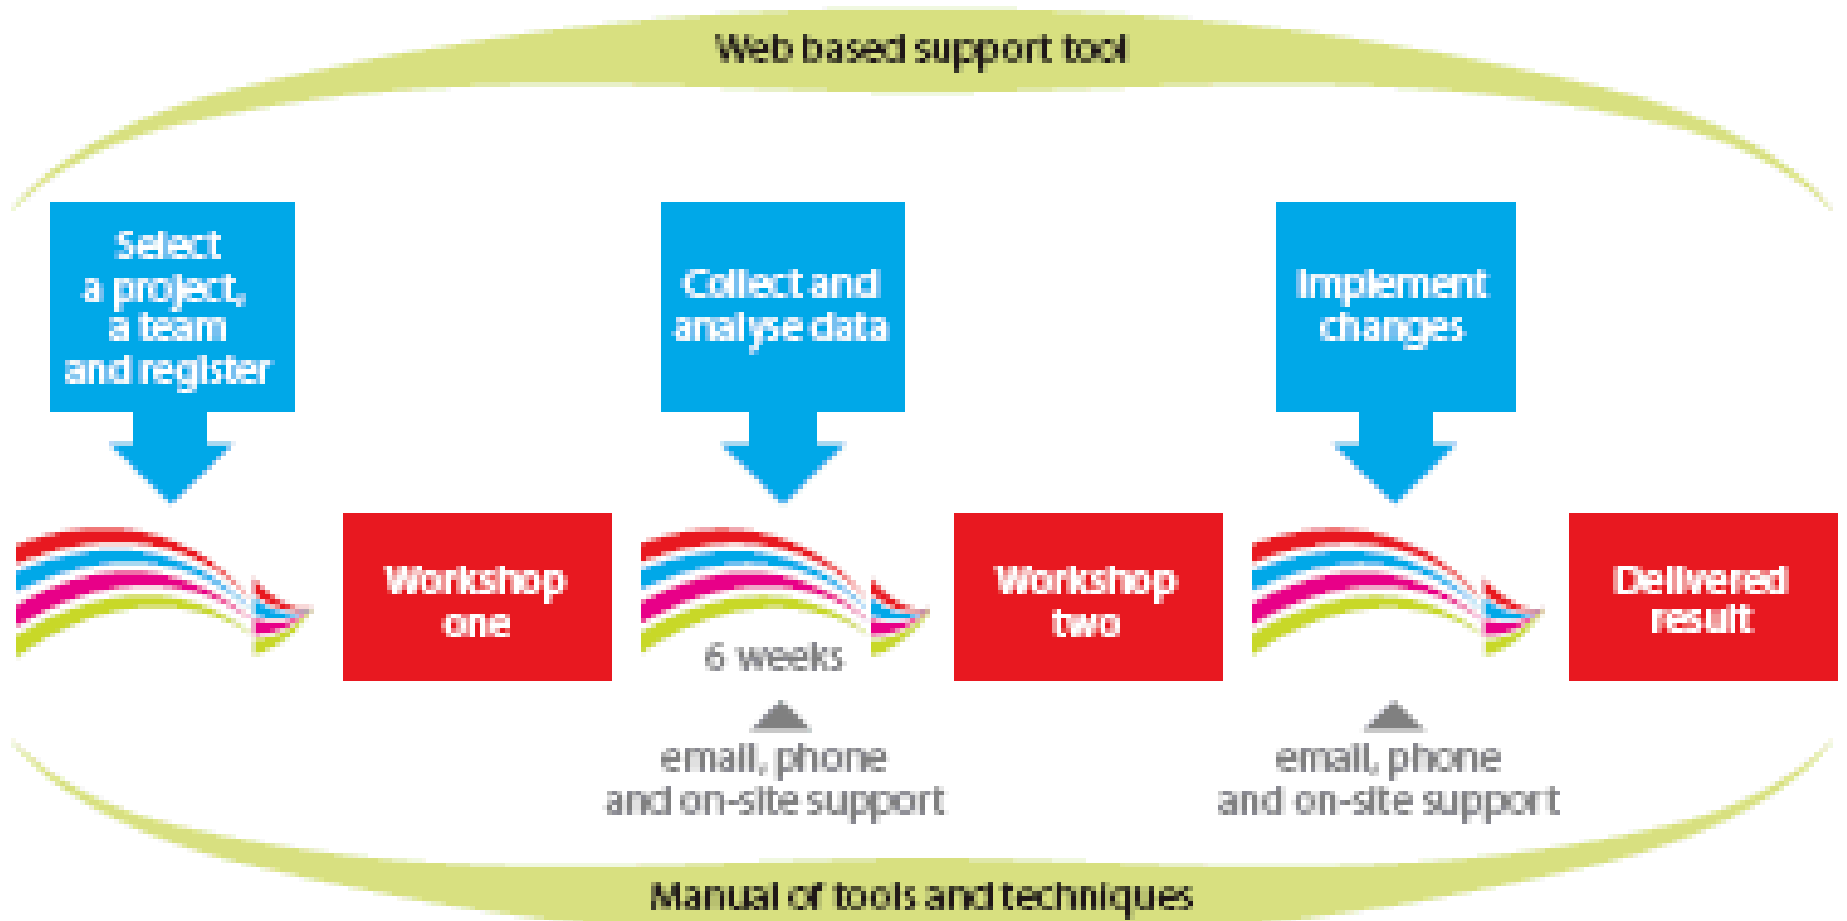 Web based support tool
Select
a project,
a team
and register
Collect and
analyse data
Implement
changes
Workshop
one
6 weeks
Workshop
two
Delivered
result
email, phone
and on-site support
email, phone
and on-site support
Manual of tools and techniques